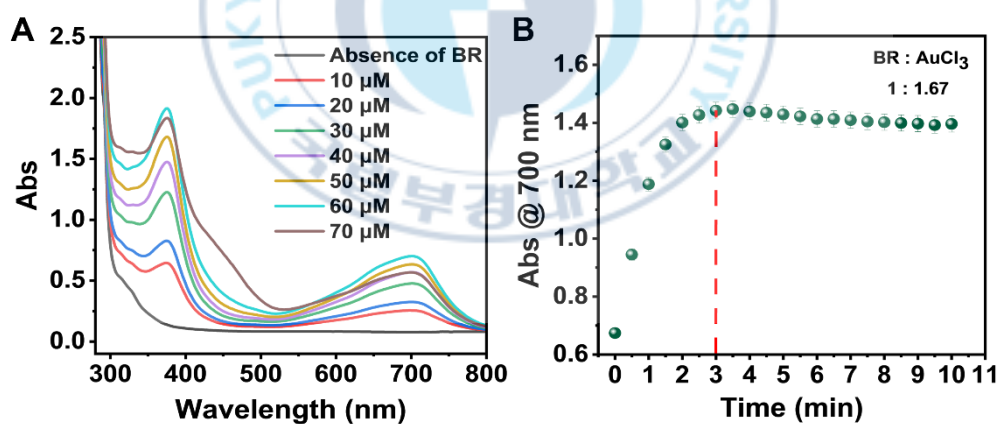 A
Abs
2.5
2.0
1.5
1.0
0.5
0.0
300 400 500 600 700 800
Wavelength (nm)
Absence of BR
10 µM
20 µM
30 µM
40 µM
50 µM
60 µM
70 µM
B
Abs @ 700 nm
1.6
1.4
1.2
1.0
0.8
0.6
0 1 2 3 4 5 6 7 8 9 10 11
Time (min)
BR : AuCl₃
1 : 1.67